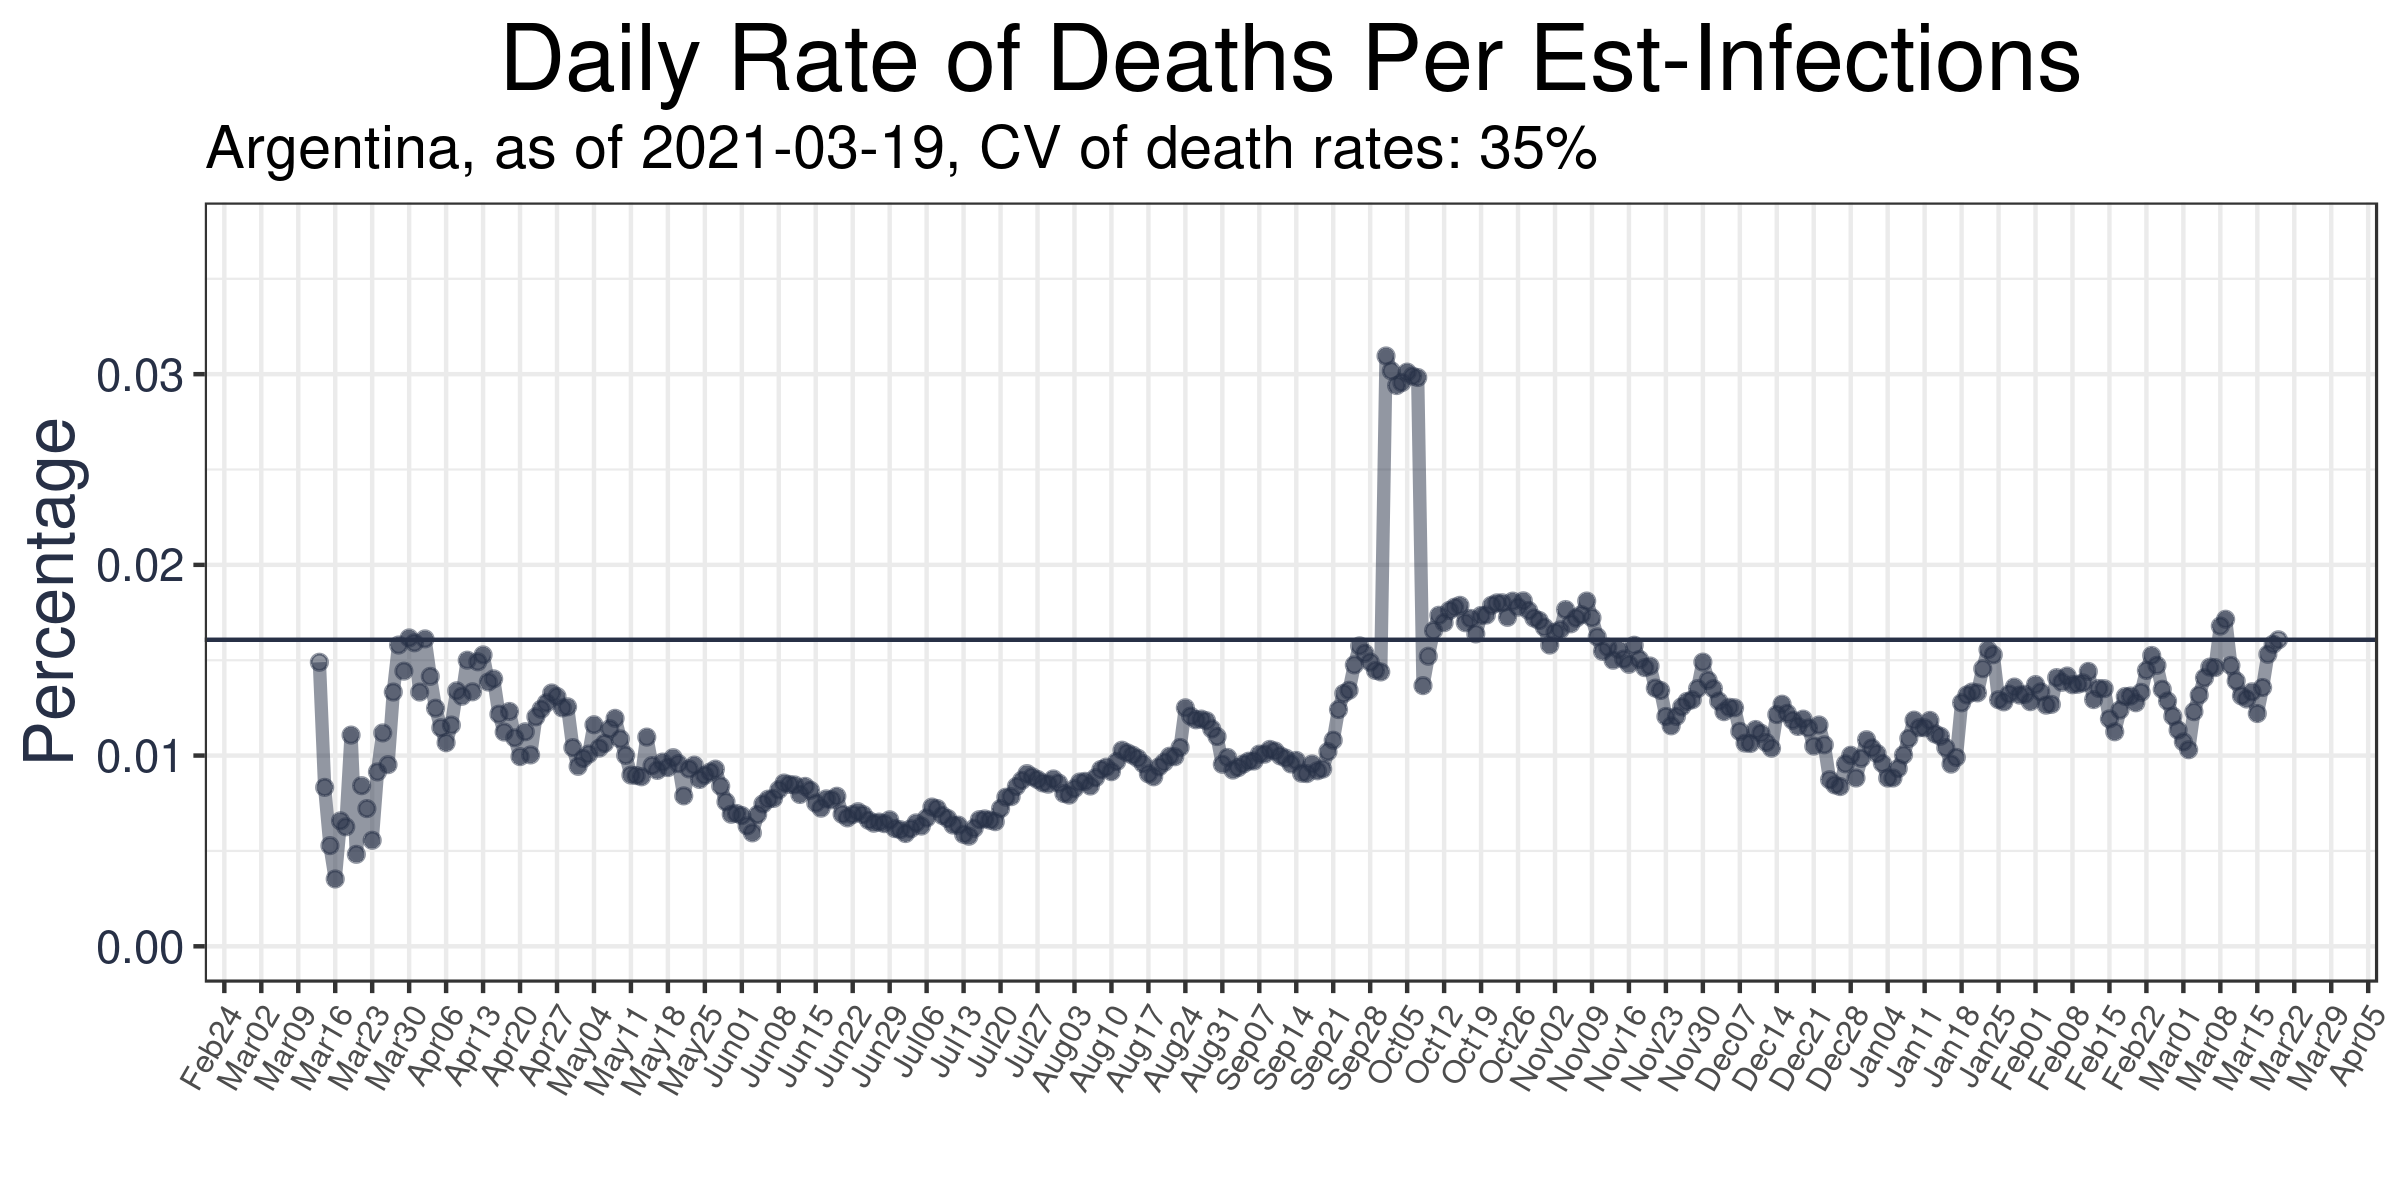 Daily Rate of Deaths Per Est-Infections
Argentina, as of 2021-03-19, CV of death rates: 35%
Percentage
0.03
0.02
0.01
0.00
Feb24
Mar02
Mar09
Mar16
Mar23
Mar30
Apr06
Apr13
Apr20
Apr27
May04
May11
May18
May25
Jun01
Jun08
Jun15
Jun22
Jun29
Jul06
Jul13
Jul20
Jul27
Aug03
Aug10
Aug17
Aug24
Aug31
Sep07
Sep14
Sep21
Sep28
Oct05
Oct12
Oct19
Oct26
Nov02
Nov09
Nov16
Nov23
Nov30
Dec07
Dec14
Dec21
Dec28
Dec04
Jan11
Jan18
Jan25
Feb01
Feb08
Feb15
Feb22
Mar01
Mar08
Mar15
Mar22
Mar29
Apr05